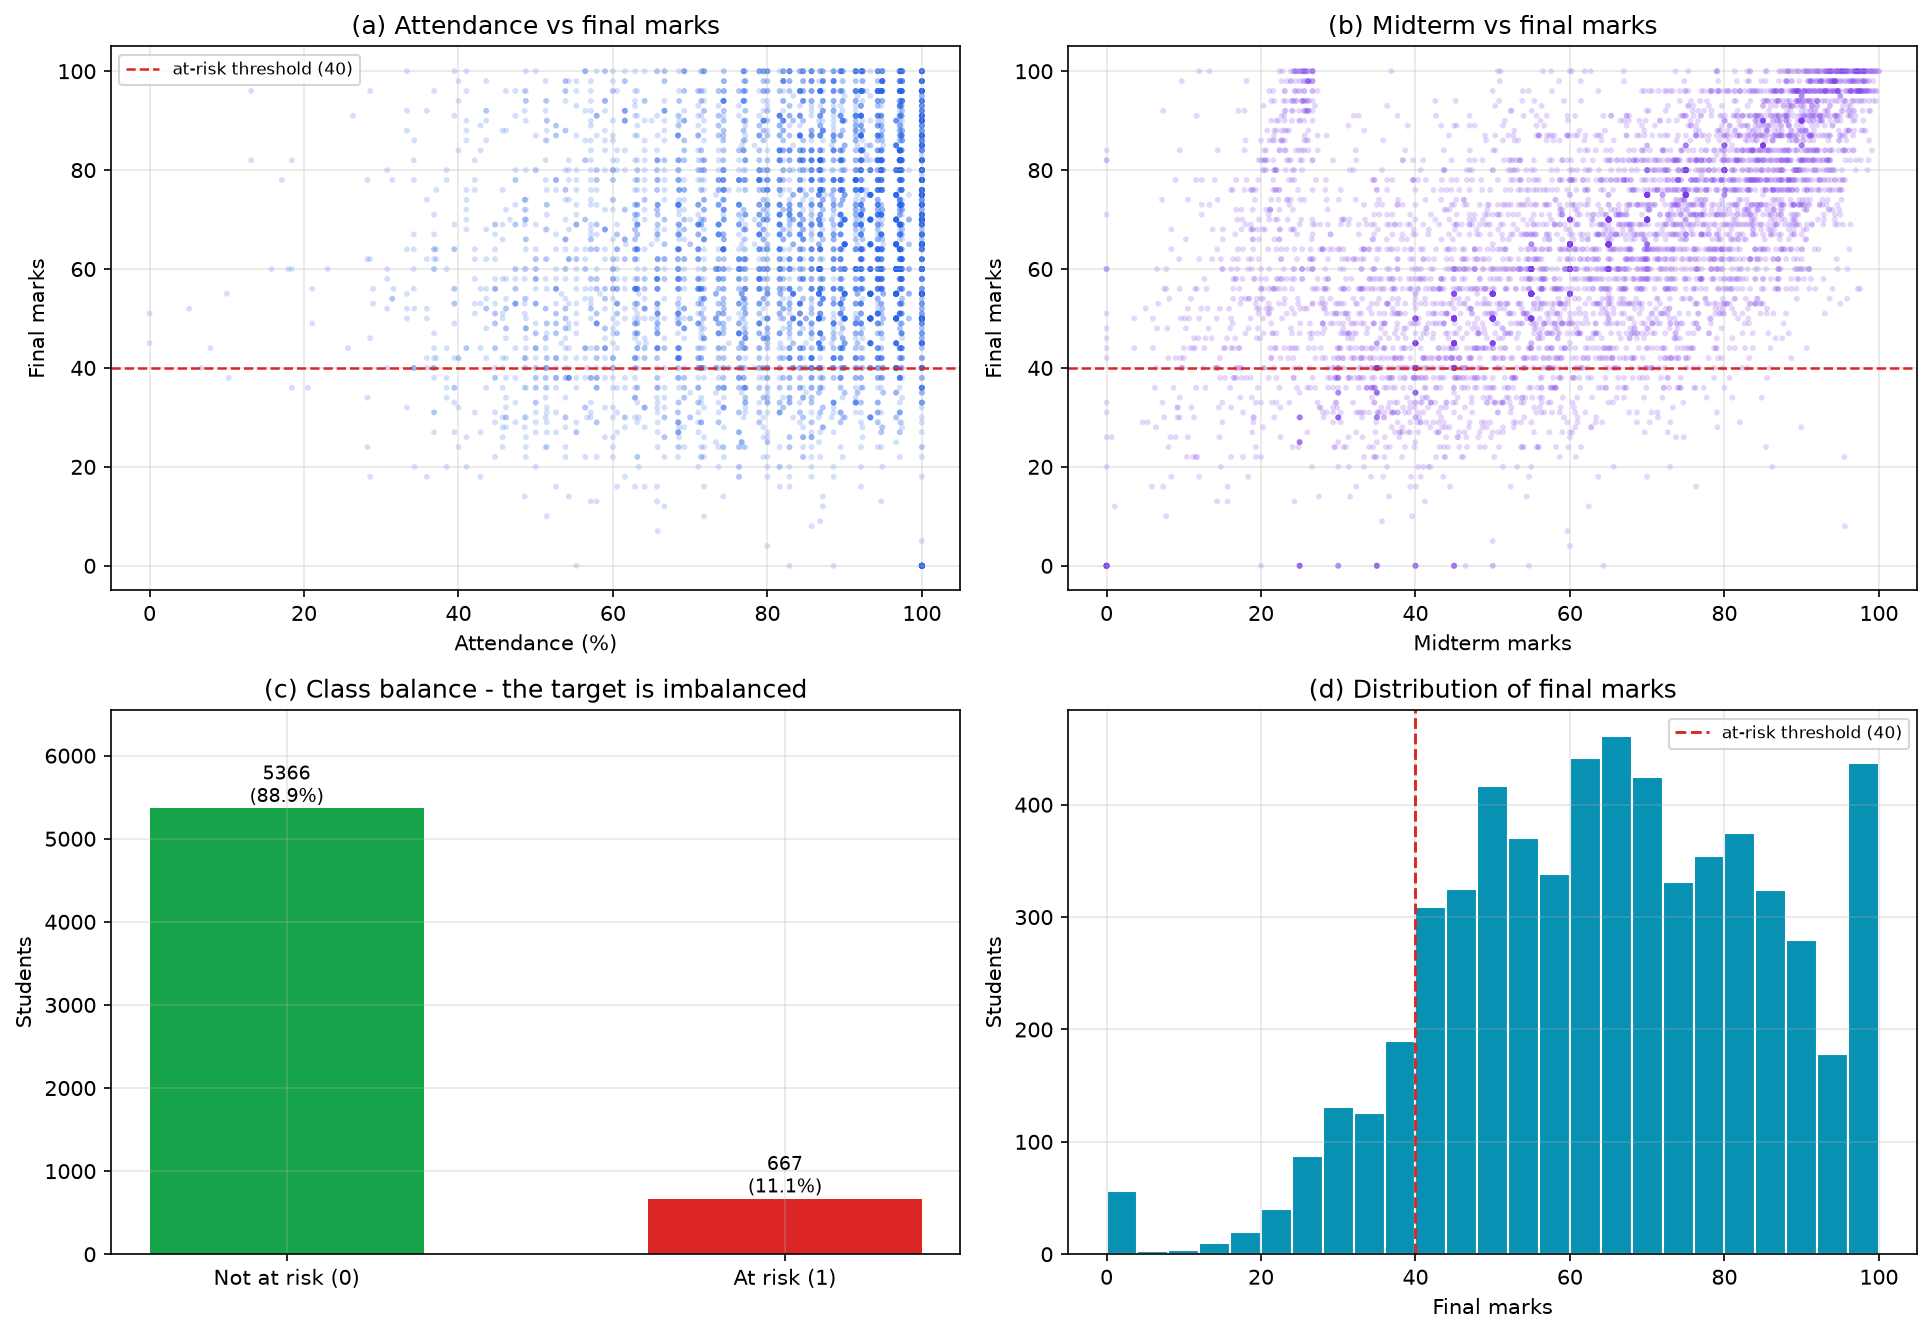 (a) Attendance vs final marks
at-risk threshold (40)
100
80
60
40
20
0
Final marks
0 20 40 60 80 100
Attendance (%)
(b) Midterm vs final marks
100
80
60
40
20
0
Final marks
0 20 40 60 80 100
Midterm marks
(c) Class balance - the target is imbalanced
6000
5000
4000
3000
2000
1000
0
Students
5366
(88.9%)
667
(11.1%)
Not at risk (0) At risk (1)
(d) Distribution of final marks
at-risk threshold (40)
400
300
200
100
0
Students
0 20 40 60 80 100
Final marks